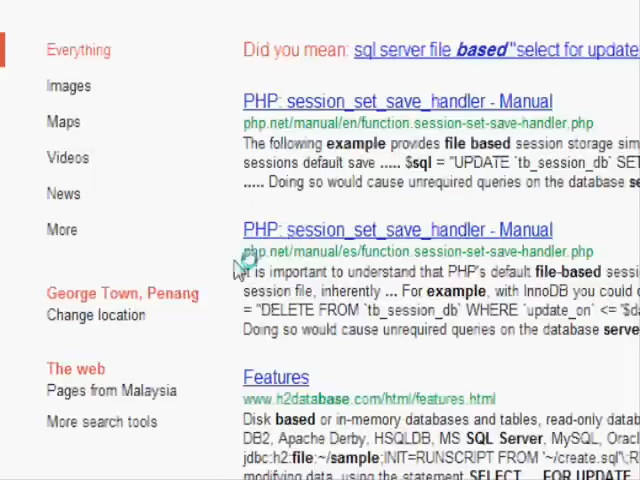 Everything
Images
Maps
Videos
News
More
George Town, Penang
Change location
The web
Pages from Malaysia
More search tools
Did you mean: sql server file based "select for update
PHP: session_set_save_handler - Manual
php.net/manual/en/function.session-set-save-handler.php
The following example provides file based session storage sim
sessions default save ..... $sql = "UPDATE `tb_session_db` SET
..... Doing so would cause unrequired queries on the database se
PHP: session_set_save_handler - Manual
php.net/manual/es/function.session-set-save-handler.php
It is important to understand that PHP's default file-based sessi
session file, inherently ... For example, with InnoDB you could
= "DELETE FROM `tb_session_db` WHERE `update_on` <= "$da
Doing so would cause unrequired queries on the database serve
Features
www.h2database.com/html/features.html
Disk based or in-memory databases and tables, read-only datab
DB2, Apache Derby, HSQLDB, MS SQL Server, MySQL, Oracl
jdbc:h2:file:~/sample;INIT=RUNSCRIPT FROM '~/create.sql'\;R
modifying data, using the statement SELECT ... FOR UPDATE